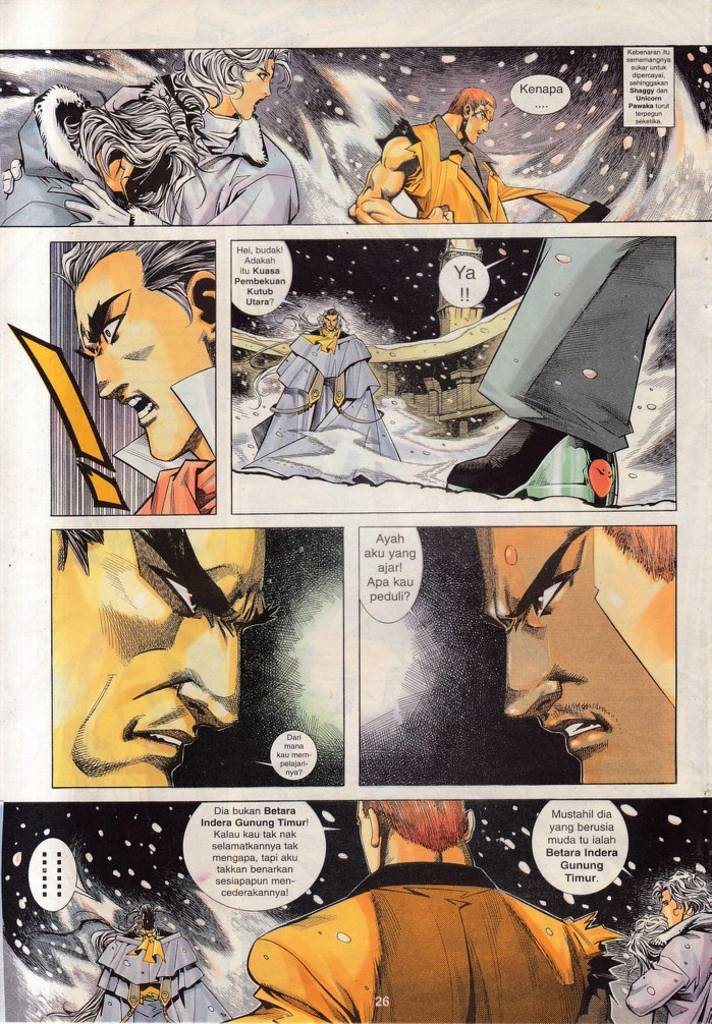 Kenapa
....
Kebenaran itu
sememangnya
sukar untuk
dipercayai,
sehinggakan
Shaggy dan
Unicorn
Pawaka turut
terpegun
seketika.
Hei, budak!
Adakah
itu Kuasa
Pembekuan
Kutub
Utara?
Ya
!!
Dari
mana
kau mem-
pelajari-
nya?
Ayah
aku yang
ajar!
Apa kau
peduli?
Dia bukan Betara
Indera Gunung Timur!
Kalau kau tak nak
selamatkannya tak
mengapa, tapi aku
takkan benarkan
sesiapapun men-
cederakannya!
Mustahil dia
yang berusia
muda tu ialah
Betara Indera
Gunung
Timur.
26